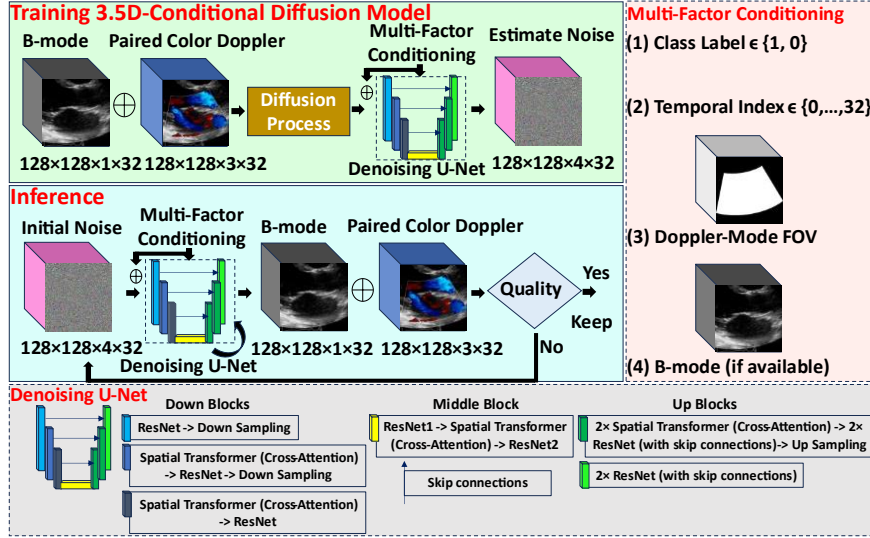 Training 3.5D-Conditional Diffusion Model
B-mode
Paired Color Doppler
Multi-Factor
Conditioning
Estimate Noise
Diffusion
Process
128×128×1×32
128×128×3×32
Denoising U-Net
128×128×4×32
Inference
Initial Noise
Multi-Factor
Conditioning
B-mode
Paired Color Doppler
Quality
Yes
Keep
No
128×128×4×32
Denoising U-Net
128×128×1×32
128×128×3×32
Multi-Factor Conditioning
(1) Class Label ϵ {1, 0}
(2) Temporal Index ϵ {0,…,32}
(3) Doppler-Mode FOV
(4) B-mode (if available)
Denoising U-Net
Down Blocks
ResNet -> Down Sampling
Spatial Transformer (Cross-Attention)
-> ResNet -> Down Sampling
Spatial Transformer (Cross-Attention)
-> ResNet
Middle Block
ResNet1 -> Spatial Transformer
(Cross-Attention) -> ResNet2
Skip connections
Up Blocks
2× Spatial Transformer (Cross-Attention) -> 2×
ResNet (with skip connections)-> Up Sampling
2× ResNet (with skip connections)